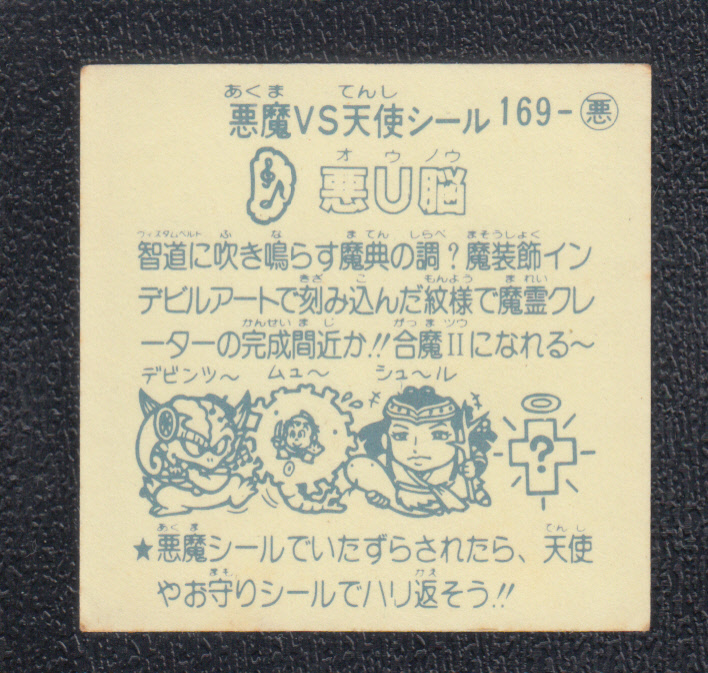 あくま てんし
悪魔VS天使シール 169-悪
オウノウ
悪U脳
ウィズダムベルト ふ な まてん しらべ まそうしょく
智道に吹き鳴らす魔典の調？魔装飾イン
きざ こ もんよう まれい
デビルアートで刻み込んだ紋様で魔霊クレ
かんせいまじ がっまツウ
ーターの完成間近か!!合魔IIになれる〜
デビンツ〜 ムュ〜 シュ〜ル
?
あくま てんし
★悪魔シールでいたずらされたら、天使
まも かえ
やお守りシールでハリ返そう!!